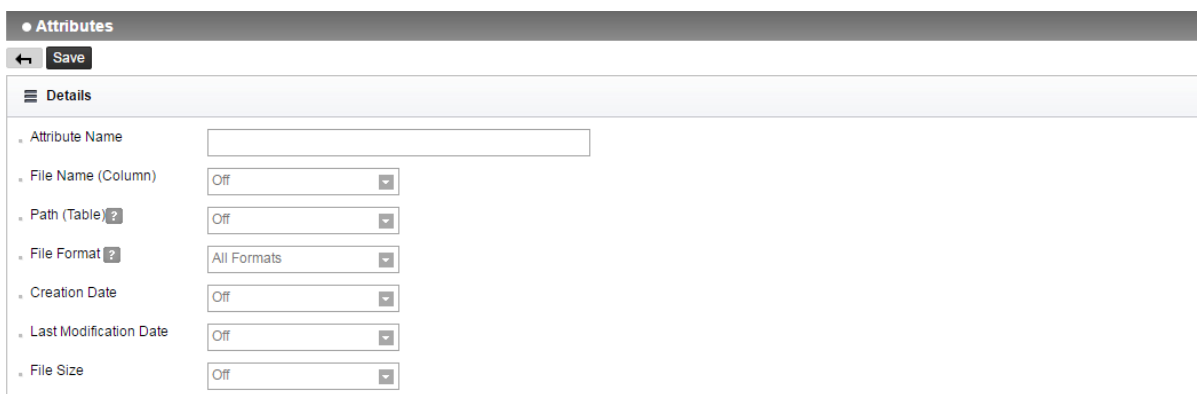 Attributes
Save
Details
Attribute Name
File Name (Column) Off
Path (Table) ? Off
File Format ? All Formats
Creation Date Off
Last Modification Date Off
File Size Off